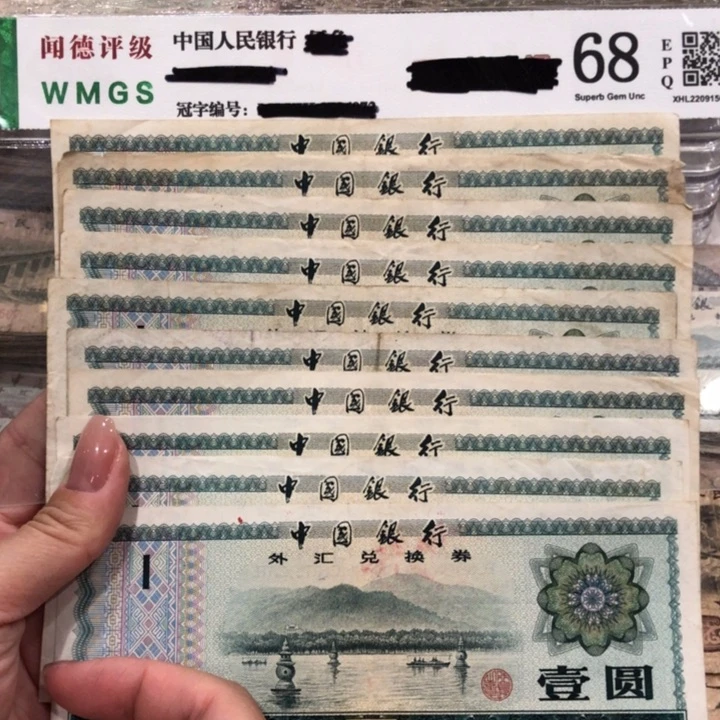 闻德评级
WMGS
中国人民银行
冠字编号：
68
Superb Gem Unc
EPQ
XHL220915
中国银行
中国银行
中国银行
中国银行
中国银行
中国银行
中国银行
中国银行
中国银行
中国银行
外汇兑换券
I
壹圆